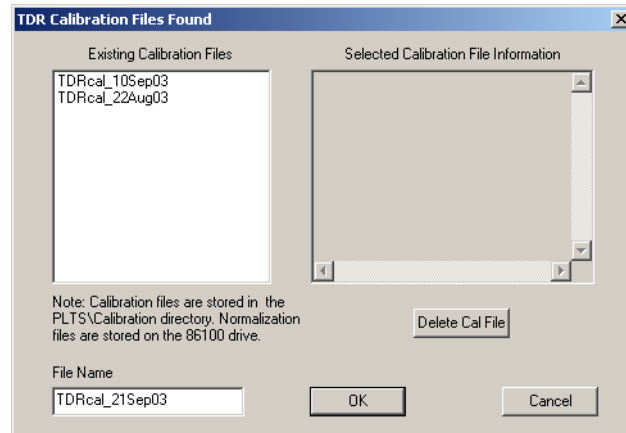 TDR Calibration Files Found
Existing Calibration Files
TDRcal_10Sep03
TDRcal_22Aug03
Selected Calibration File Information
Note: Calibration files are stored in the
PLTS\Calibration directory. Normalization
files are stored on the 86100 drive.
Delete Cal File
File Name
TDRcal_21Sep03
OK
Cancel